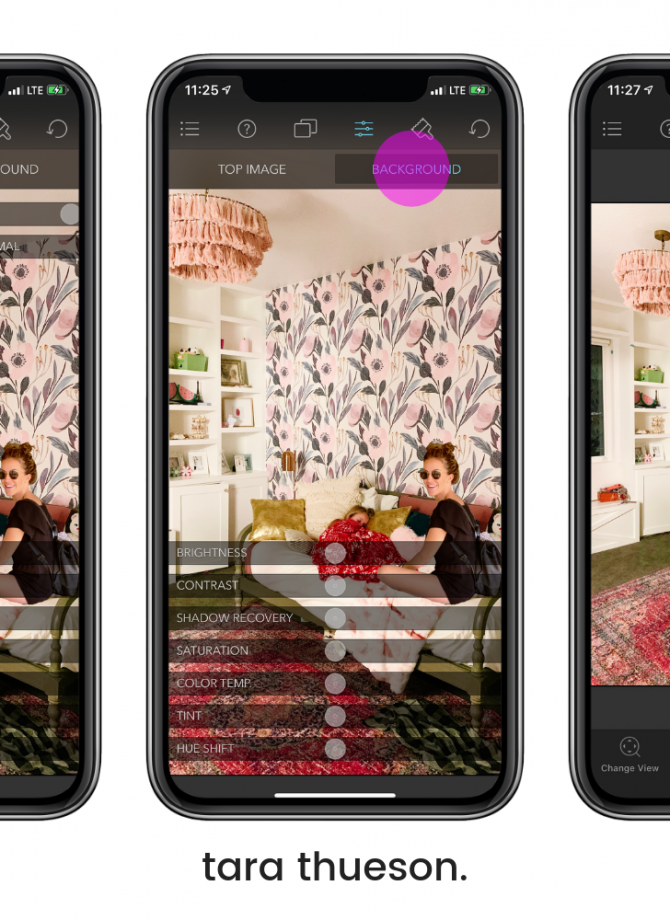 LTE
OUND
MAL
11:25
LTE
TOP IMAGE
BACKGROUND
BRIGHTNESS
CONTRAST
SHADOW RECOVERY
SATURATION
COLOR TEMP
TINT
HUE SHIFT
11:27
Change View
tara thueson.